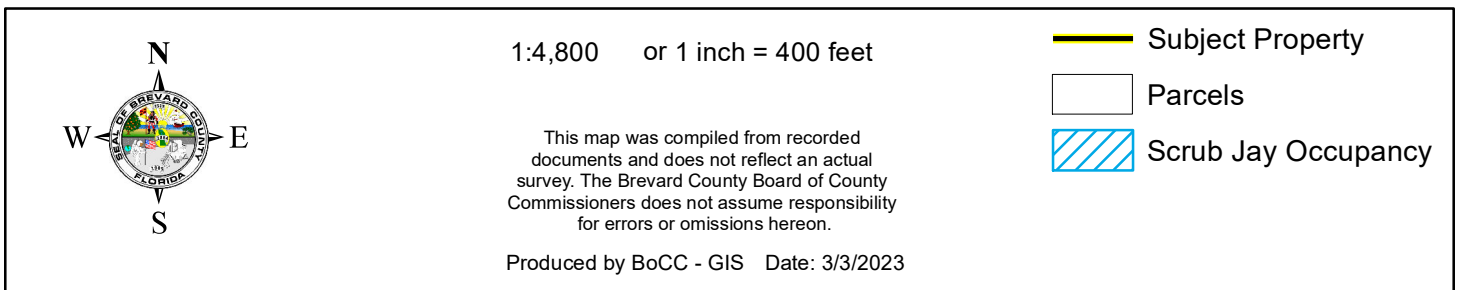 N
W
E
S
SEAL OF BREVARD COUNTY
FLORIDA
1:4,800 or 1 inch = 400 feet
This map was compiled from recorded
documents and does not reflect an actual
survey. The Brevard County Board of County
Commissioners does not assume responsibility
for errors or omissions hereon.
Produced by BoCC - GIS Date: 3/3/2023
Subject Property
Parcels
Scrub Jay Occupancy